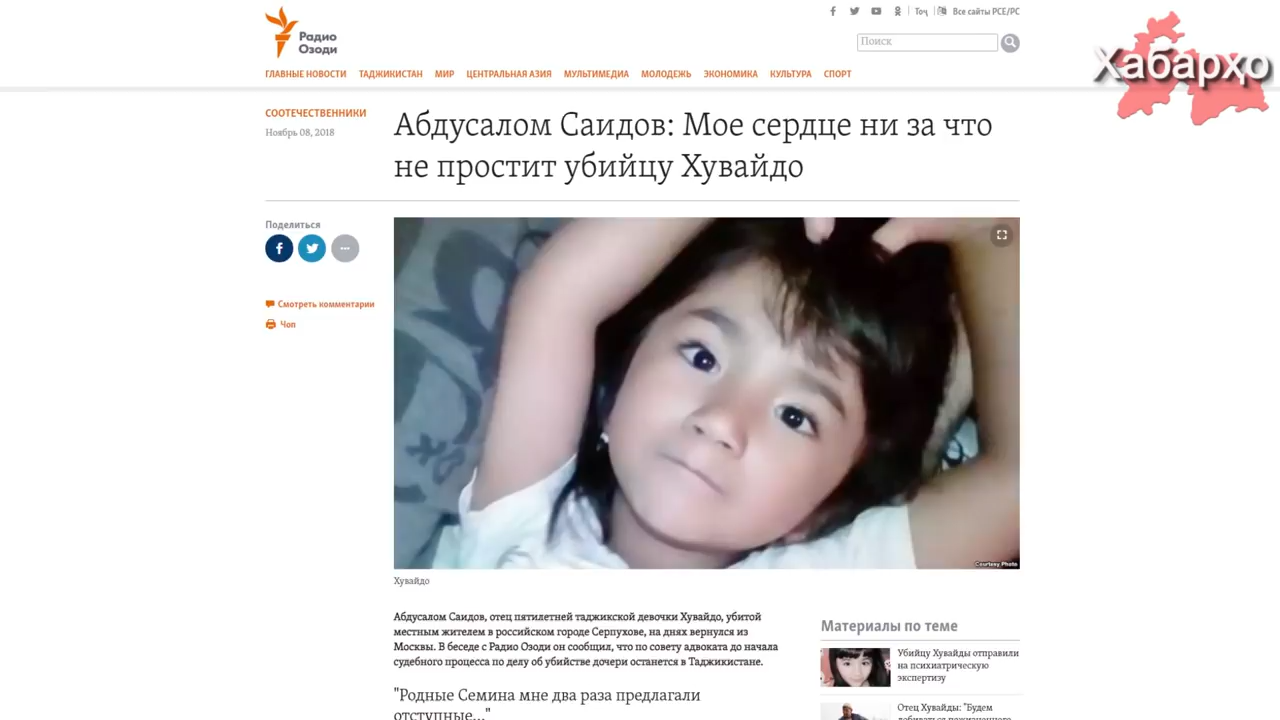 Радио
Озоди
Точ
Все сайты РСЕ/РС
Поиск
Хабарҳо
ГЛАВНЫЕ НОВОСТИ ТАДЖИКИСТАН МИР ЦЕНТРАЛЬНАЯ АЗИЯ МУЛЬТИМЕДИА МОЛОДЕЖЬ ЭКОНОМИКА КУЛЬТУРА СПОРТ
СООТЕЧЕСТВЕННИКИ
Ноябрь 08, 2018
Абдусалом Саидов: Мое сердце ни за что
не простит убийцу Хувайдо
Поделиться
Смотреть комментарии
Чоп
Courtesy Photo
Хувайдо
Абдусалом Саидов, отец пятилетней таджикской девочки Хувайдо, убитой
местным жителем в российском городе Серпухове, на днях вернулся из
Москвы. В беседе с Радио Озоди он сообщил, что по совету адвоката до начала
судебного процесса по делу об убийстве дочери останется в Таджикистане.
"Родные Семина мне два раза предлагали
отступные..."
Материалы по теме
Убийцу Хувайды отправили
на психиатрическую
экспертизу
Отец Хувайды: "Будем
добиваться пожизненного